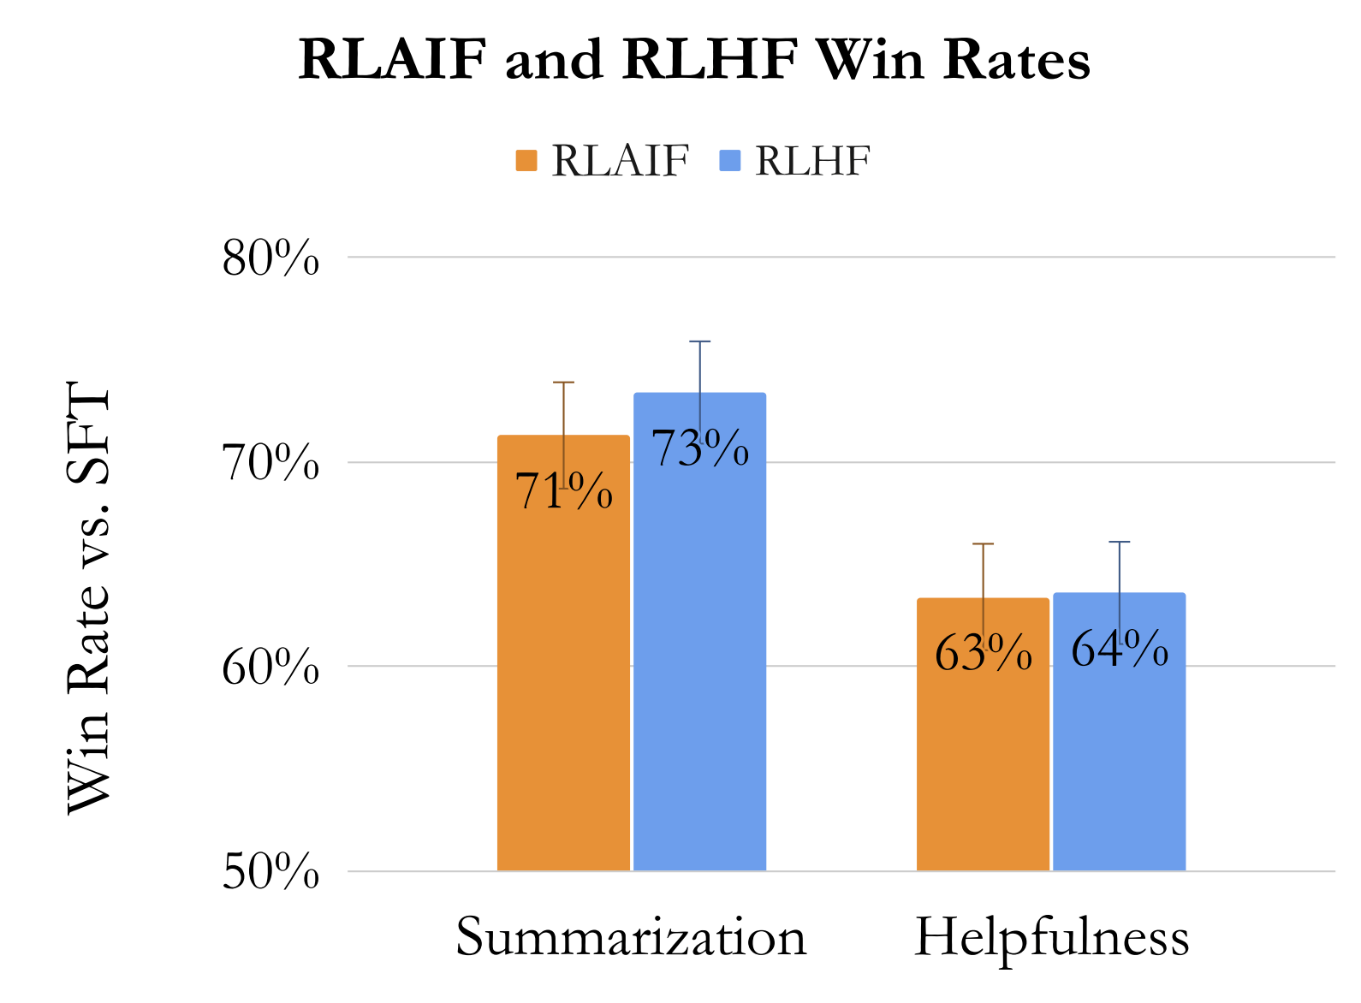 RLAIF and RLHF Win Rates
RLAIF RLHF
80%
70%
60%
50%
Win Rate vs. SFT
71%
73%
63%
64%
Summarization Helpfulness